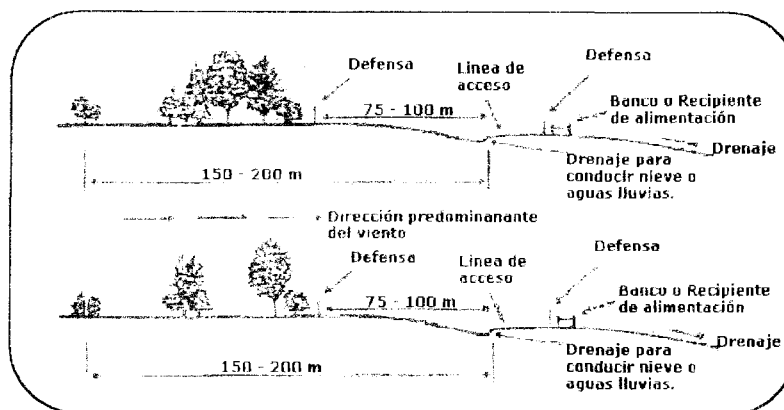 Defensa
Linea de
acceso
Defensa
75 - 100 m
Banco o Recipiente
de alimentación
Drenaje
150 - 200 m
Drenaje para
conducir nieve o
aguas lluvias.
Dirección predominanante
del viento
Defensa
Linea de
acceso
Defensa
75 - 100 m
Banco o Recipiente
de alimentación
Drenaje
150 - 200 m
Drenaje para
conducir nieve o
aguas lluvias.